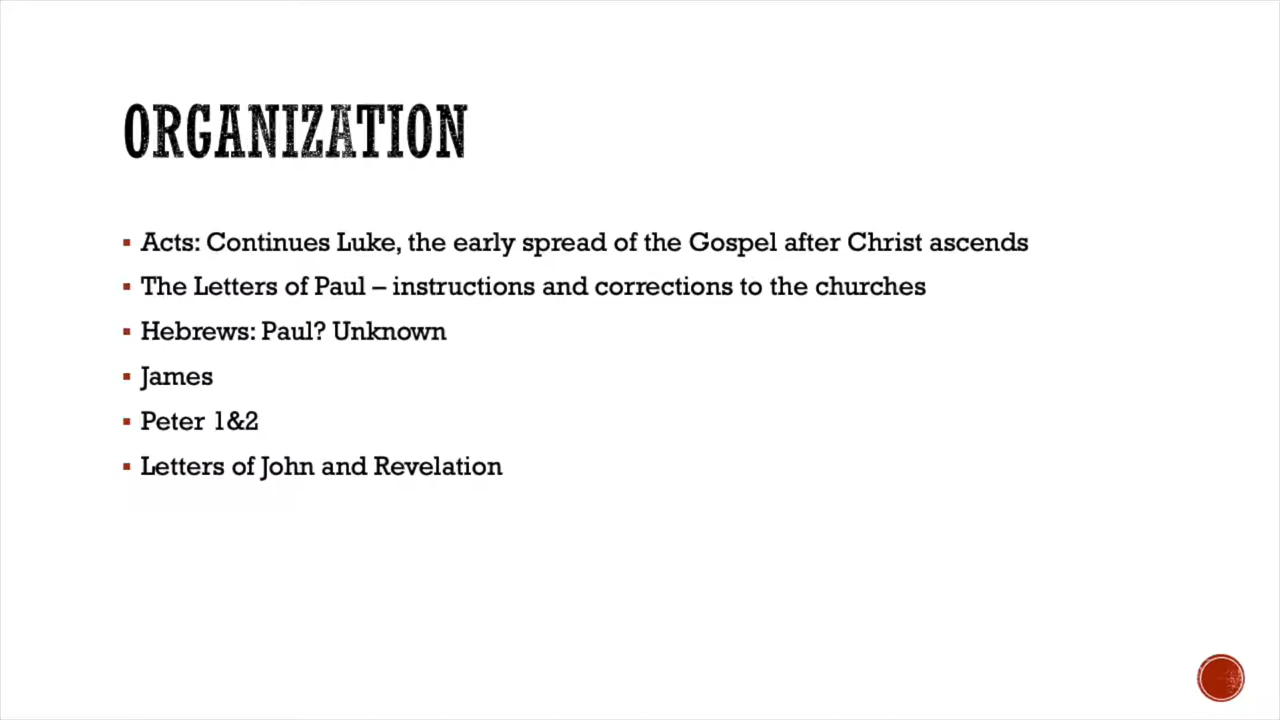 ORGANIZATION
▪ Acts: Continues Luke, the early spread of the Gospel after Christ ascends
▪ The Letters of Paul – instructions and corrections to the churches
▪ Hebrews: Paul? Unknown
▪ James
▪ Peter 1&2
▪ Letters of John and Revelation